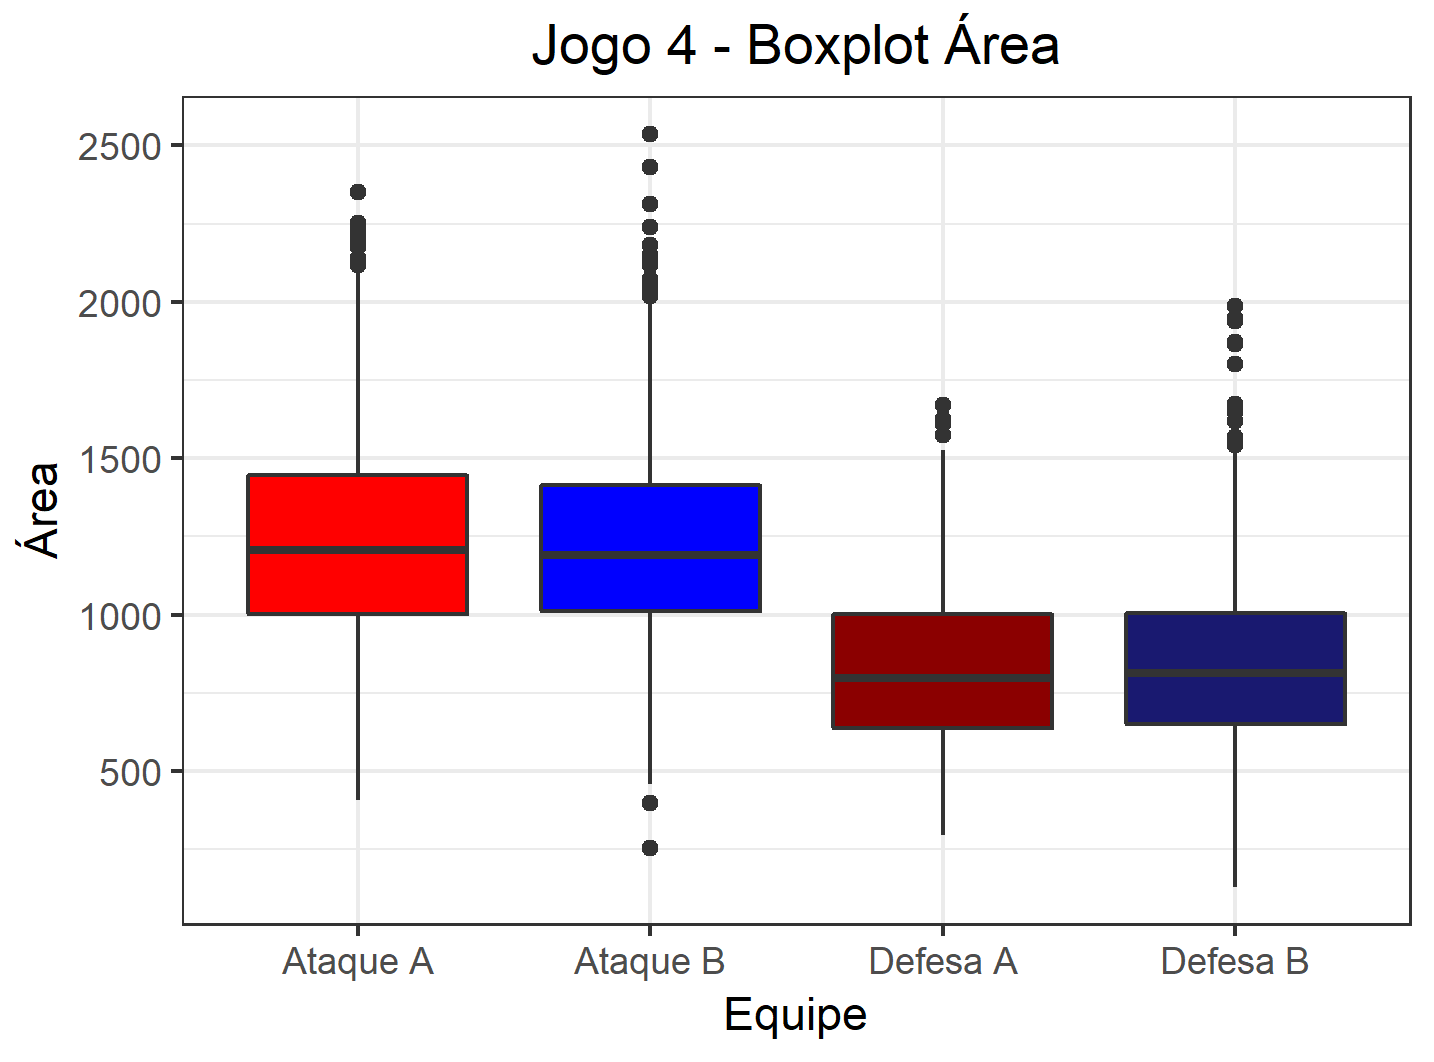 Jogo 4 - Boxplot Área
Área
2500
2000
1500
1000
500
Ataque A
Ataque B
Defesa A
Defesa B
Equipe